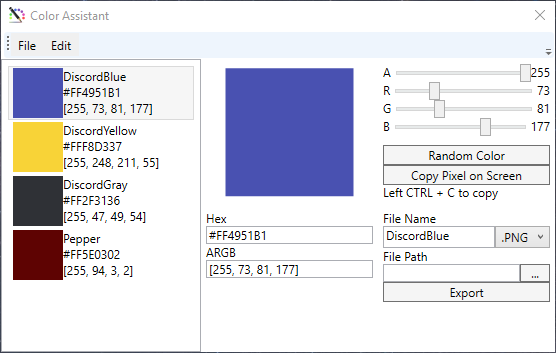 Color Assistant
File Edit
DiscordBlue
#FF4951B1
[255, 73, 81, 177]
DiscordYellow
#FFF8D337
[255, 248, 211, 55]
DiscordGray
#FF2F3136
[255, 47, 49, 54]
Pepper
#FF5E0302
[255, 94, 3, 2]
Hex
#FF4951B1
ARGB
[255, 73, 81, 177]
A 255
R 73
G 81
B 177
Random Color
Copy Pixel on Screen
Left CTRL + C to copy
File Name
DiscordBlue .PNG
File Path
...
Export